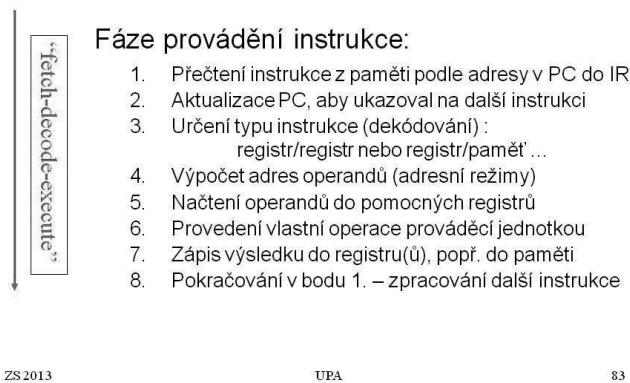 Fáze provádění instrukce:
"fetch-decode-execute"
1. Přečtení instrukce z paměti podle adresy v PC do IR
2. Aktualizace PC, aby ukazoval na další instrukci
3. Určení typu instrukce (dekódování) :
registr/registr nebo registr/paměť ...
4. Výpočet adres operandů (adresní režimy)
5. Načtení operandů do pomocných registrů
6. Provedení vlastní operace prováděcí jednotkou
7. Zápis výsledku do registru(ů), popř. do paměti
8. Pokračování v bodu 1. – zpracování další instrukce
ZS 2013 UPA 83